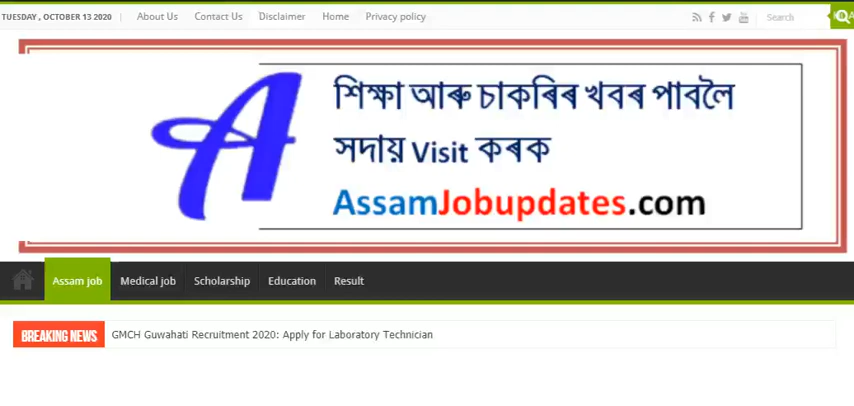 TUESDAY , OCTOBER 13 2020 | About Us Contact Us Disclaimer Home Privacy policy Search
শিক্ষা আৰু চাকৰিৰ খবৰ পাবলৈ
সদায় Visit কৰক
AssamJobupdates.com
Assam job Medical job Scholarship Education Result
BREAKING NEWS GMCH Guwahati Recruitment 2020: Apply for Laboratory Technician